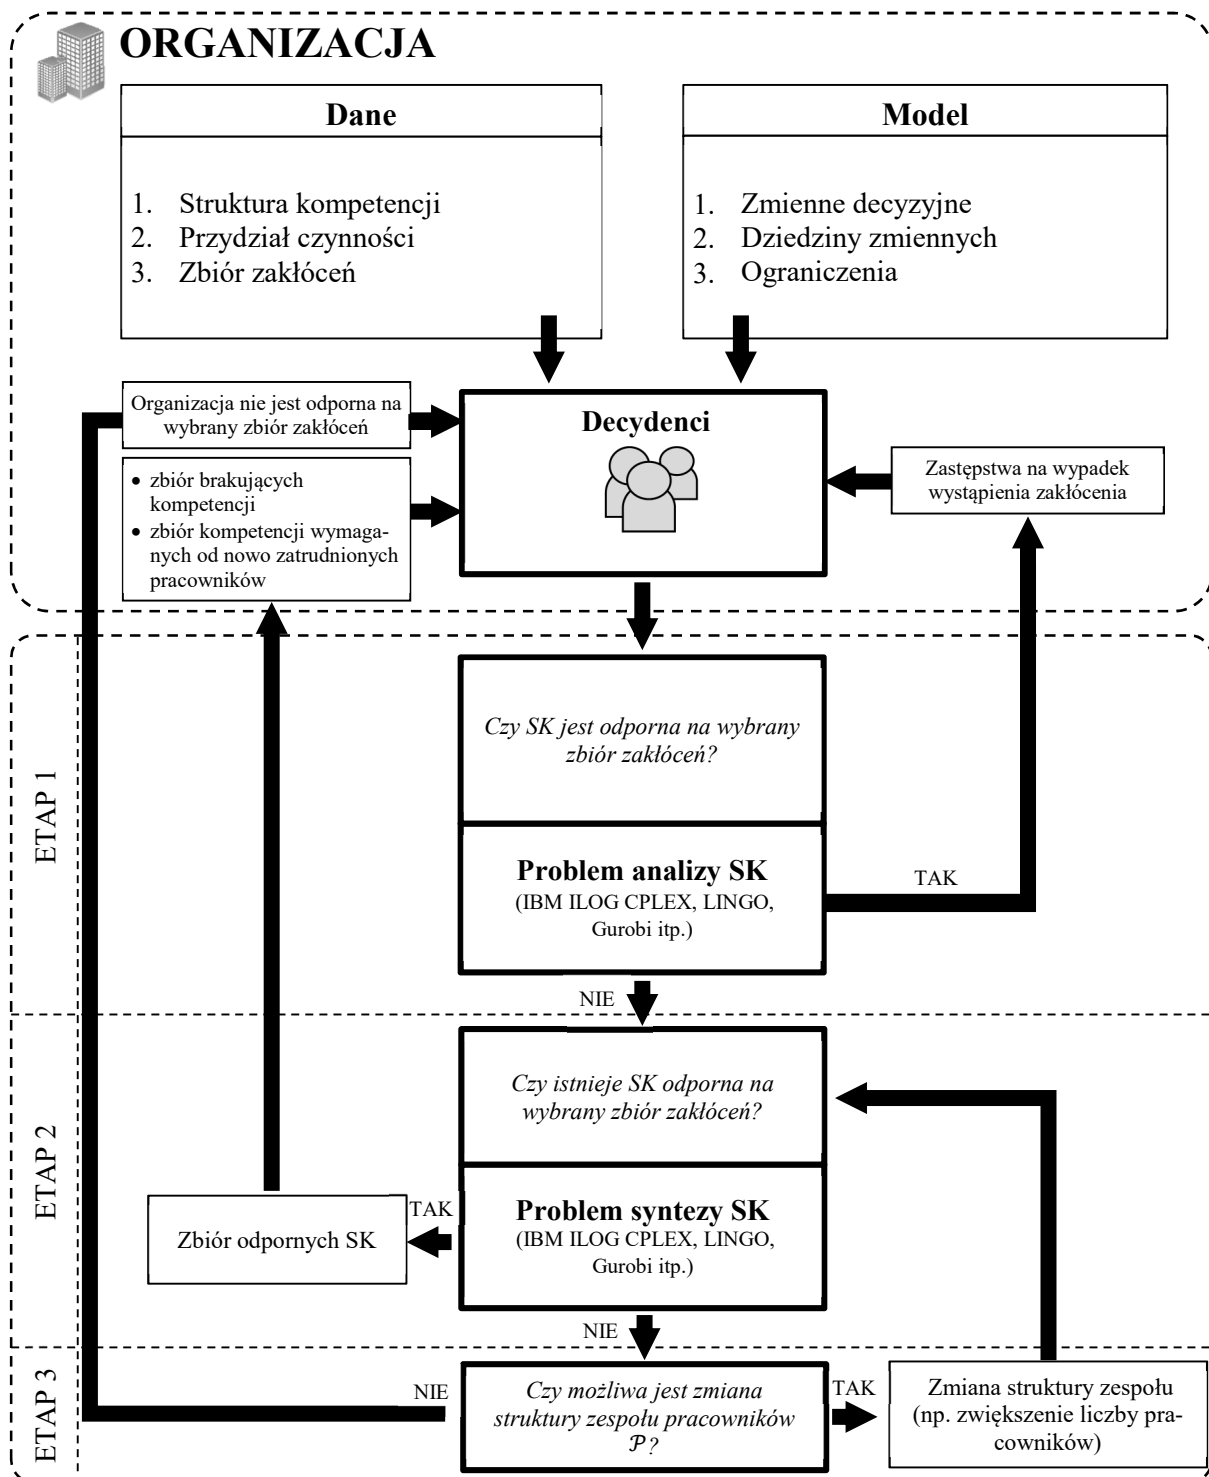 ORGANIZACJA
Dane
1. Struktura kompetencji
2. Przydział czynności
3. Zbiór zakłóceń
Model
1. Zmienne decyzyjne
2. Dziedziny zmiennych
3. Ograniczenia
Organizacja nie jest odporna na
wybrany zbiór zakłóceń
• zbiór brakujących
kompetencji
• zbiór kompetencji wymaga-
nych od nowo zatrudnionych
pracowników
Decydenci
Zastępstwa na wypadek
wystąpienia zakłócenia
ETAP 1
Czy SK jest odporna na wybrany
zbiór zakłóceń?
Problem analizy SK
(IBM ILOG CPLEX, LINGO,
Gurobi itp.)
TAK
NIE
ETAP 2
Czy istnieje SK odporna na
wybrany zbiór zakłóceń?
Problem syntezy SK
(IBM ILOG CPLEX, LINGO,
Gurobi itp.)
TAK
Zbiór odpornych SK
NIE
ETAP 3
NIE
Czy możliwa jest zmiana
struktury zespołu pracowników
𝒫?
TAK
Zmiana struktury zespołu
(np. zwiększenie liczby pra-
cowników)